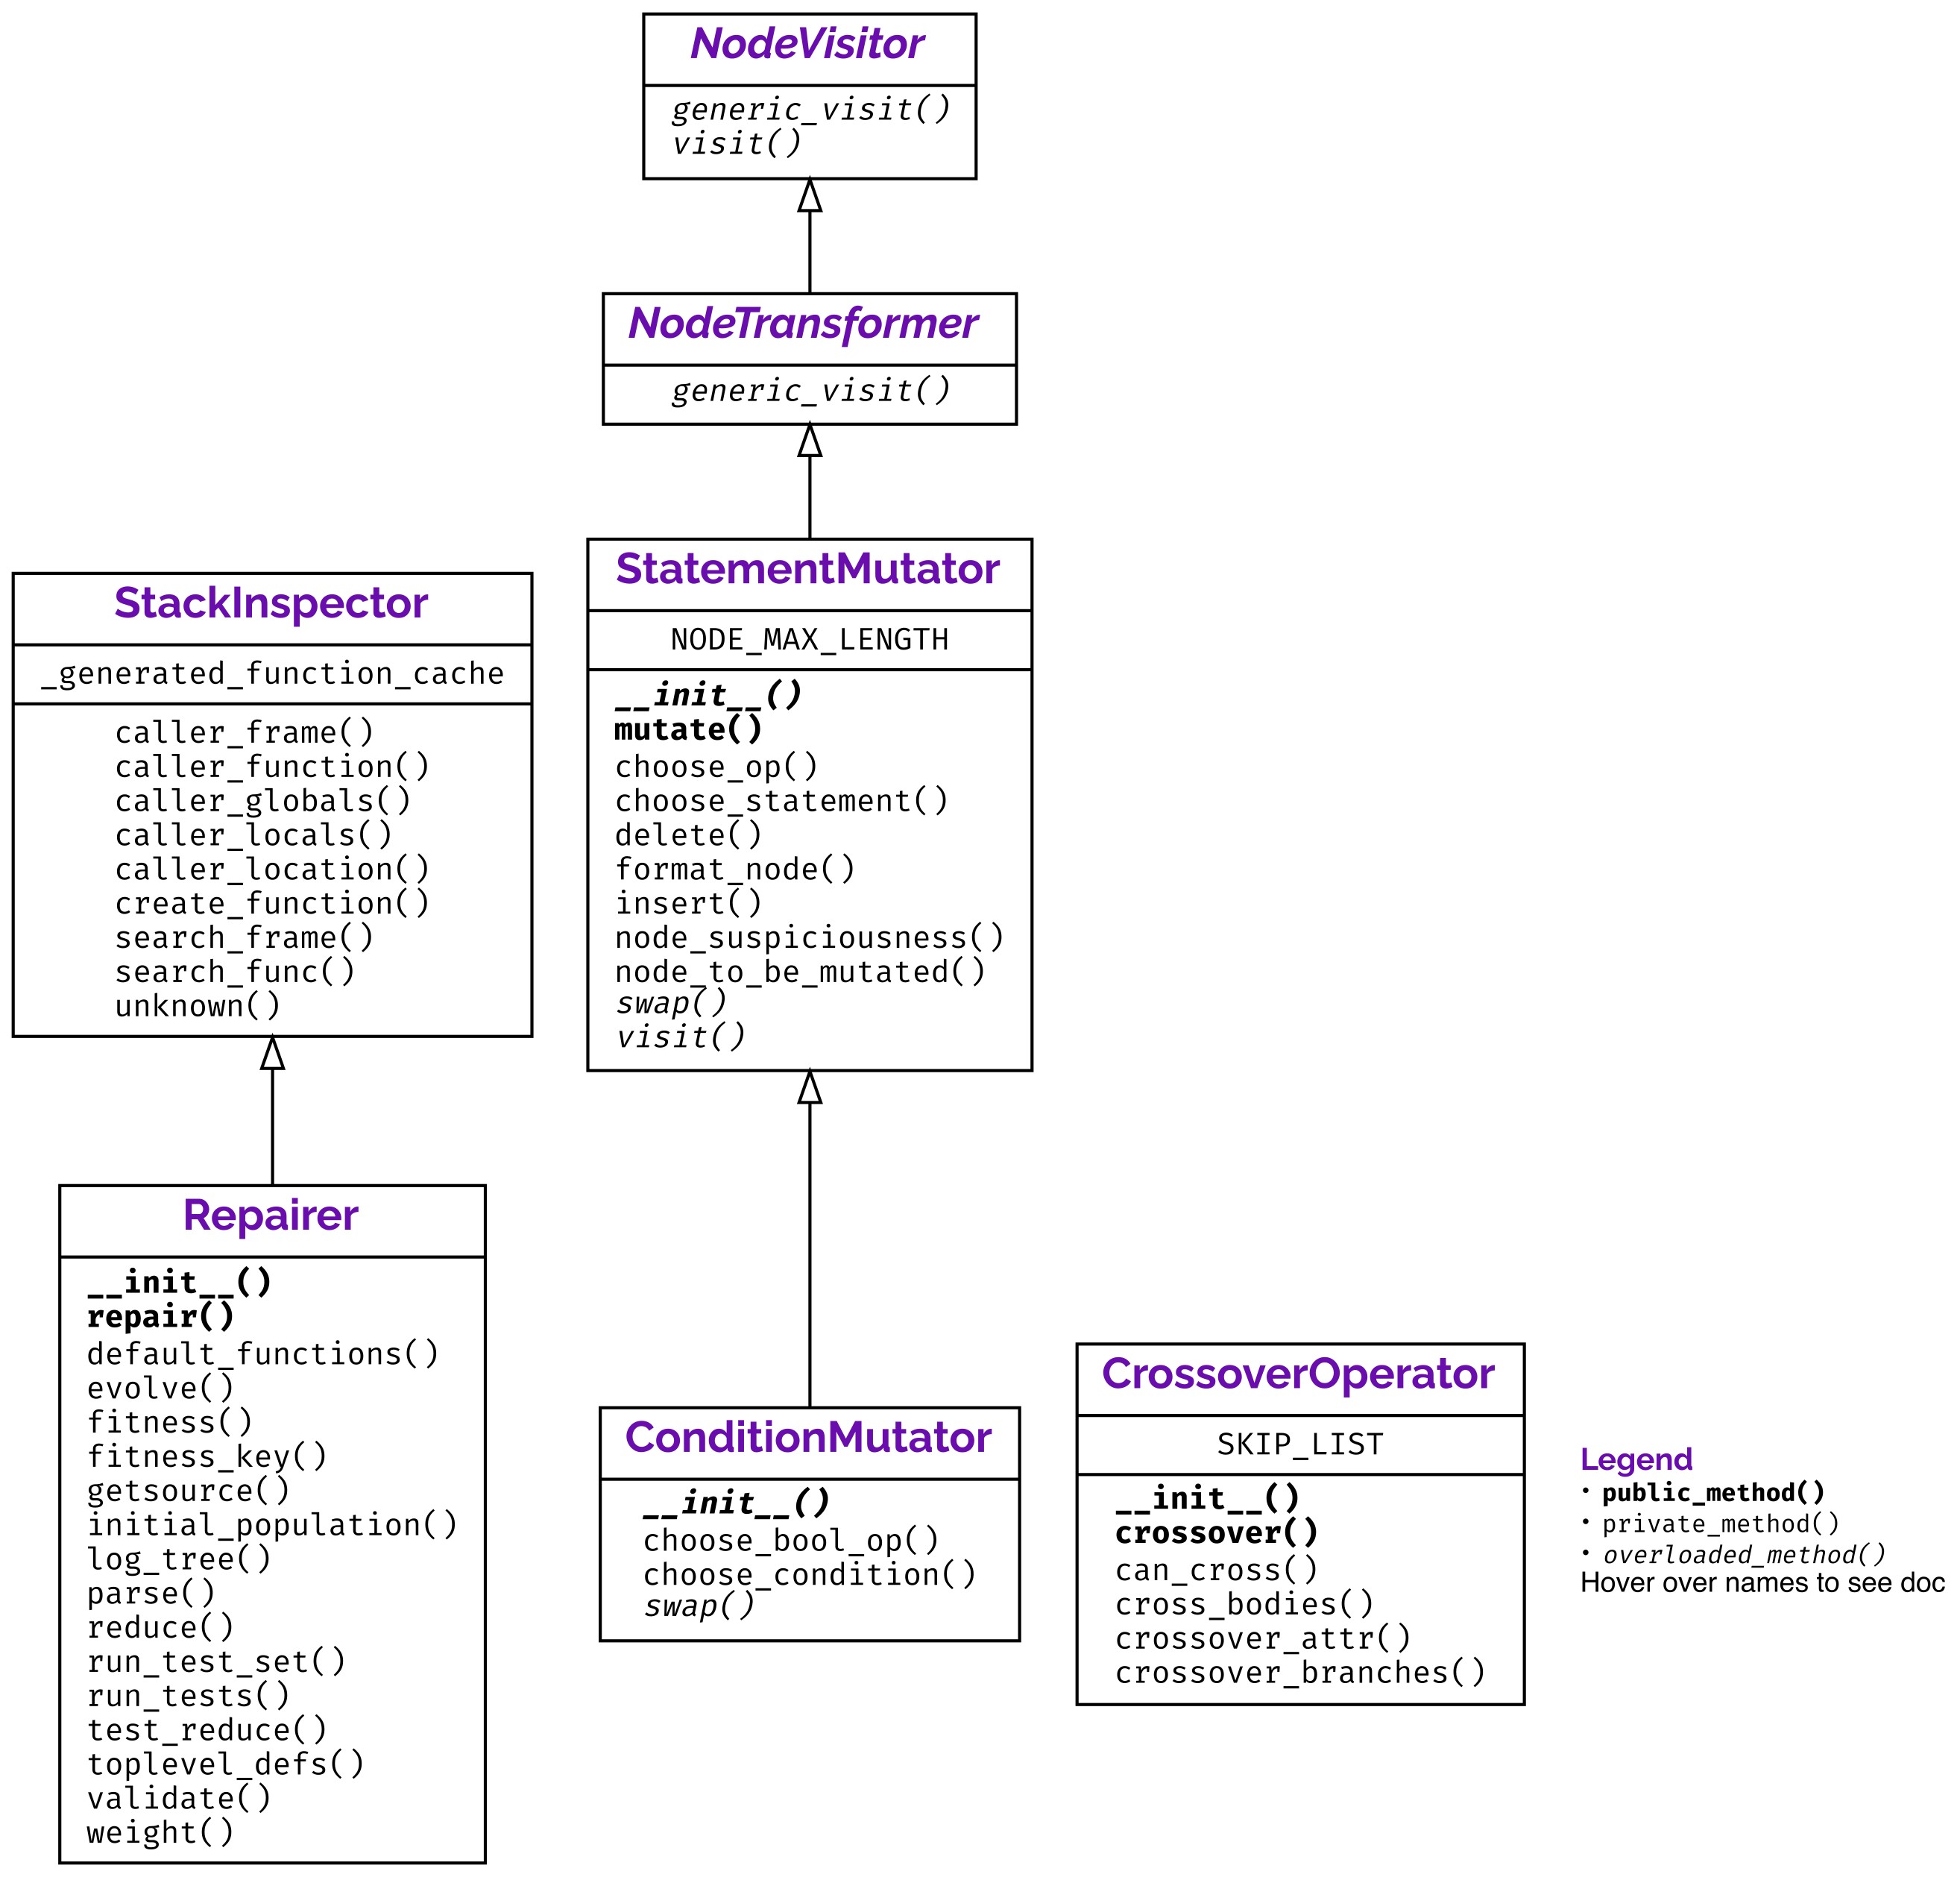 NodeVisitor
generic_visit()
visit()
NodeTransformer
generic_visit()
StatementMutator
NODE_MAX_LENGTH
__init__()
mutate()
choose_op()
choose_statement()
delete()
format_node()
insert()
node_suspiciousness()
node_to_be_mutated()
swap()
visit()
StackInspector
_generated_function_cache
caller_frame()
caller_function()
caller_globals()
caller_locals()
caller_location()
create_function()
search_frame()
search_func()
unknown()
Repairer
__init__()
repair()
default_functions()
evolve()
fitness()
fitness_key()
getsource()
initial_population()
log_tree()
parse()
reduce()
run_test_set()
run_tests()
test_reduce()
toplevel_defs()
validate()
weight()
ConditionMutator
__init__()
choose_bool_op()
choose_condition()
swap()
CrossoverOperator
SKIP_LIST
__init__()
crossover()
can_cross()
cross_bodies()
crossover_attr()
crossover_branches()
Legend
• public_method()
• private_method()
• overloaded_method()
Hover over names to see doc